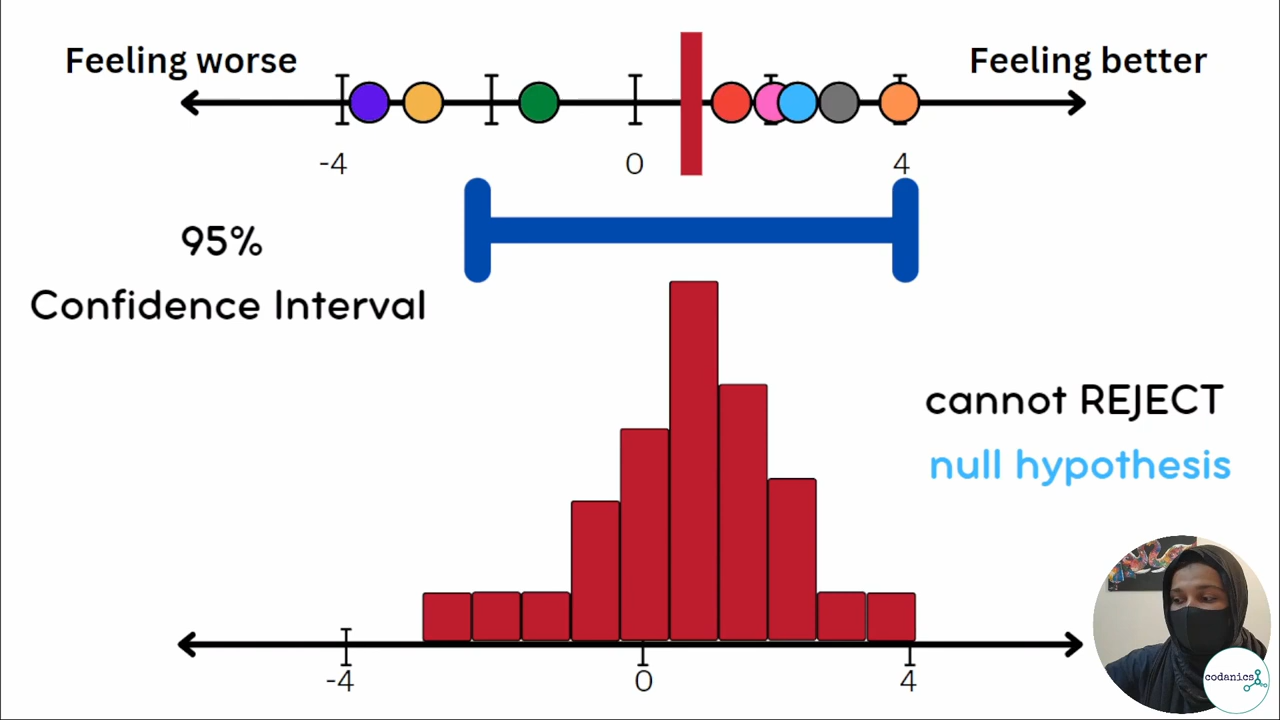 Feeling worse
Feeling better
-4
0
4
95%
Confidence Interval
cannot REJECT
null hypothesis
-4
0
4
codanics